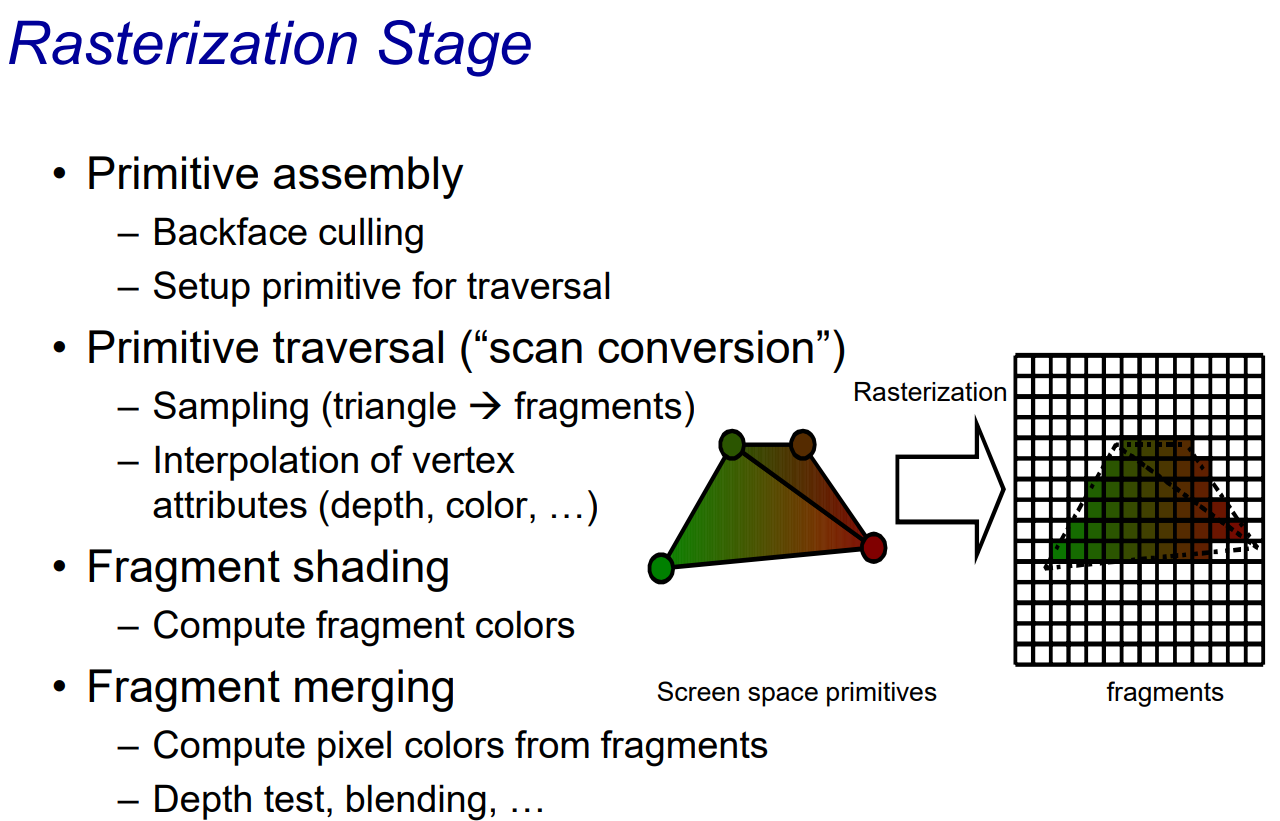 Rasterization Stage
• Primitive assembly
– Backface culling
– Setup primitive for traversal
• Primitive traversal (“scan conversion”)
– Sampling (triangle → fragments)
– Interpolation of vertex
attributes (depth, color, …)
• Fragment shading
– Compute fragment colors
• Fragment merging
– Compute pixel colors from fragments
– Depth test, blending, …
Rasterization
Screen space primitives
fragments